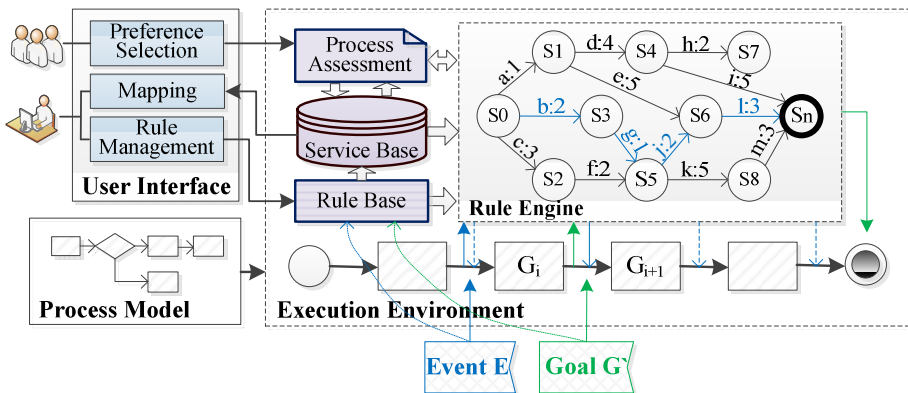 Preference
Selection
Mapping
Rule
Management
User Interface
Process
Assessment
Service Base
Rule Base
S0
S1
S2
S3
S4
S5
S6
S7
S8
Sn
a:1
b:2
c:3
d:4
e:5
f:2
g:1
h:2
i:5
j:2
k:5
l:3
m:3
Rule Engine
Process Model
Gi
Gi+1
Execution Environment
Event E
Goal G`